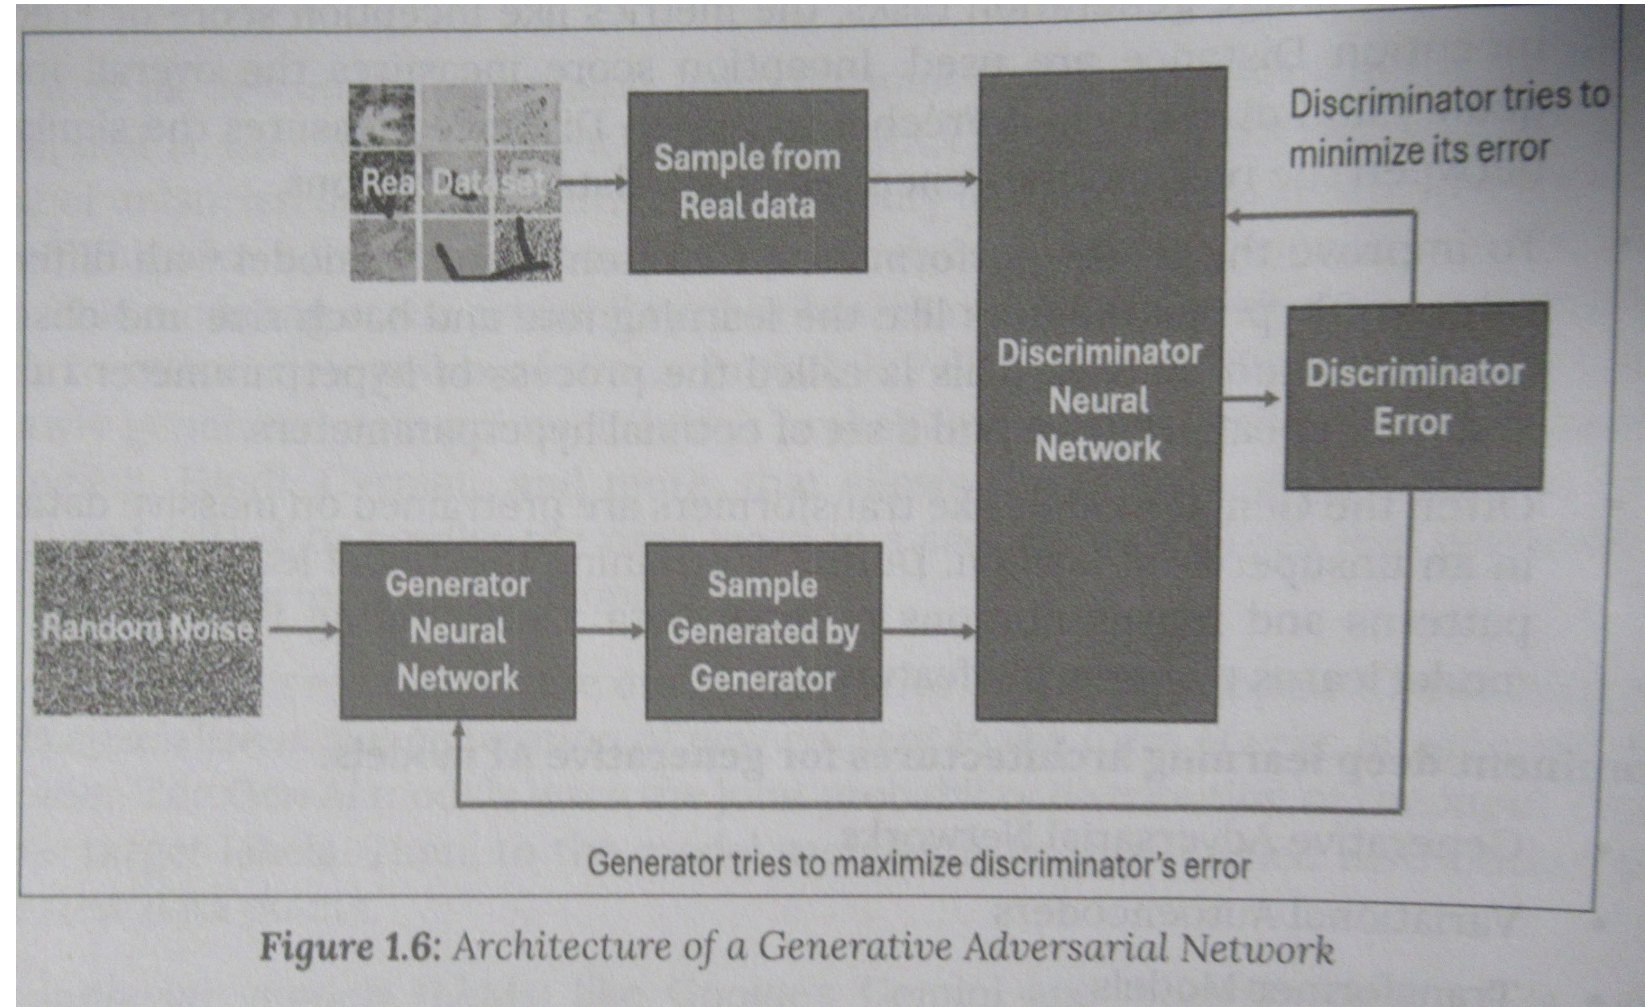 Real Dataset
Sample from
Real data
Discriminator
Neural
Network
Discriminator tries to
minimize its error
Discriminator
Error
Random Noise
Generator
Neural
Network
Sample
Generated by
Generator
Generator tries to maximize discriminator's error
Figure 1.6: Architecture of a Generative Adversarial Network